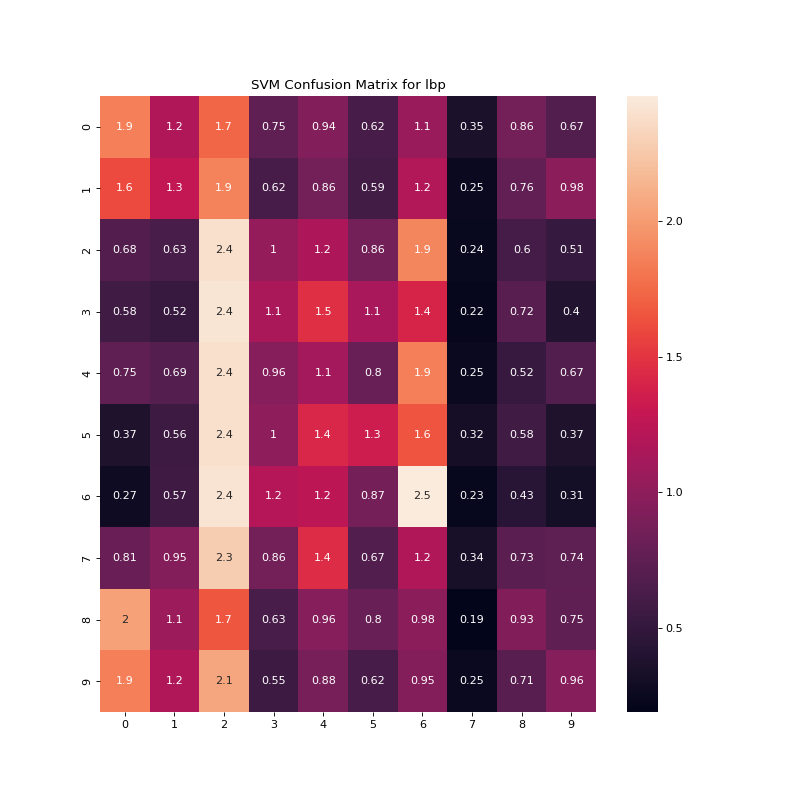 SVM Confusion Matrix for lbp
0 1.9 1.2 1.7 0.75 0.94 0.62 1.1 0.35 0.86 0.67
1 1.6 1.3 1.9 0.62 0.86 0.59 1.2 0.25 0.76 0.98
2.0
2 0.68 0.63 2.4 1 1.2 0.86 1.9 0.24 0.6 0.51
3 0.58 0.52 2.4 1.1 1.5 1.1 1.4 0.22 0.72 0.4
1.5
4 0.75 0.69 2.4 0.96 1.1 0.8 1.9 0.25 0.52 0.67
5 0.37 0.56 2.4 1 1.4 1.3 1.6 0.32 0.58 0.37
1.0
6 0.27 0.57 2.4 1.2 1.2 0.87 2.5 0.23 0.43 0.31
7 0.81 0.95 2.3 0.86 1.4 0.67 1.2 0.34 0.73 0.74
8 2 1.1 1.7 0.63 0.96 0.8 0.98 0.19 0.93 0.75
0.5
9 1.9 1.2 2.1 0.55 0.88 0.62 0.95 0.25 0.71 0.96
0 1 2 3 4 5 6 7 8 9